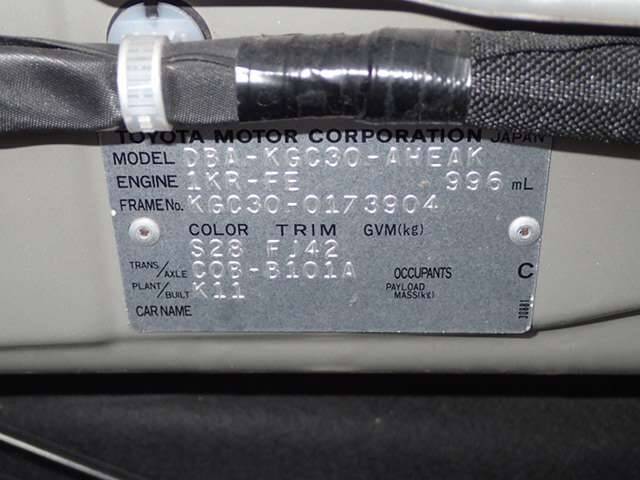 TOYOTA MOTOR CORPORATION JAPAN
MODEL DBA-KGC30-AHEAK
ENGINE 1KR-FE 996 mL
FRAME No. KGC30-0173904
COLOR TRIM GVM(kg)
S28 FJ42
TRANS/AXLE C0B-B101A OCCUPANTS C
PLANT/BUILT K11 PAYLOAD MASS(kg)
CAR NAME